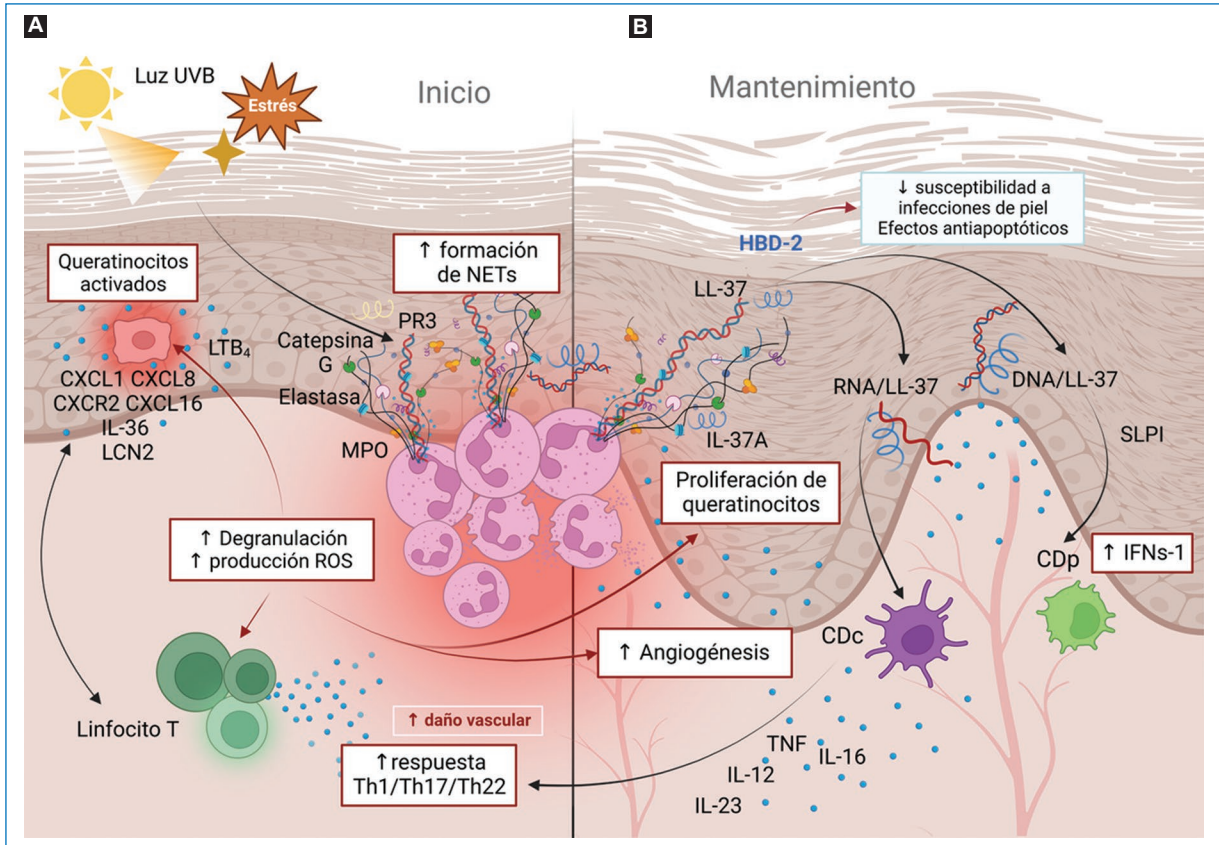 A
Luz UVB
Estrés
Inicio
Queratinocitos
activados
↑ formación
de NETs
PR3
Catepsina
G
LTB₄
Elastasa
CXCL1 CXCL8
CXCR2 CXCL16
IL-36
LCN2
MPO
↑ Degranulación
↑ producción ROS
Linfocito T
↑ daño vascular
↑ respuesta
Th1/Th17/Th22
B
Mantenimiento
↓ susceptibilidad a
infecciones de piel
Efectos antiapoptóticos
HBD-2
LL-37
RNA/LL-37
DNA/LL-37
IL-37A
SLPI
Proliferación de
queratinocitos
CDp
↑ IFNs-1
CDc
↑ Angiogénesis
TNF
IL-16
IL-12
IL-23